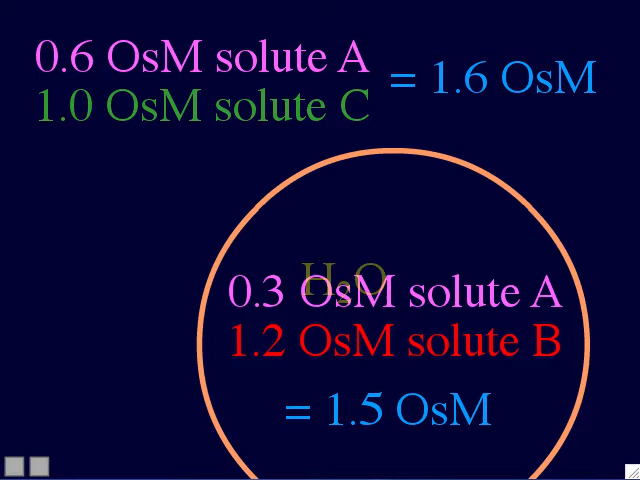 0.6 OsM solute A
1.0 OsM solute C
= 1.6 OsM
H₂O
0.3 OsM solute A
1.2 OsM solute B
= 1.5 OsM